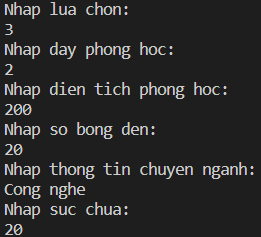 Nhap lua chon:
3
Nhap day phong hoc:
2
Nhap dien tich phong hoc:
200
Nhap so bong den:
20
Nhap thong tin chuyen nganh:
Cong nghe
Nhap suc chua:
20